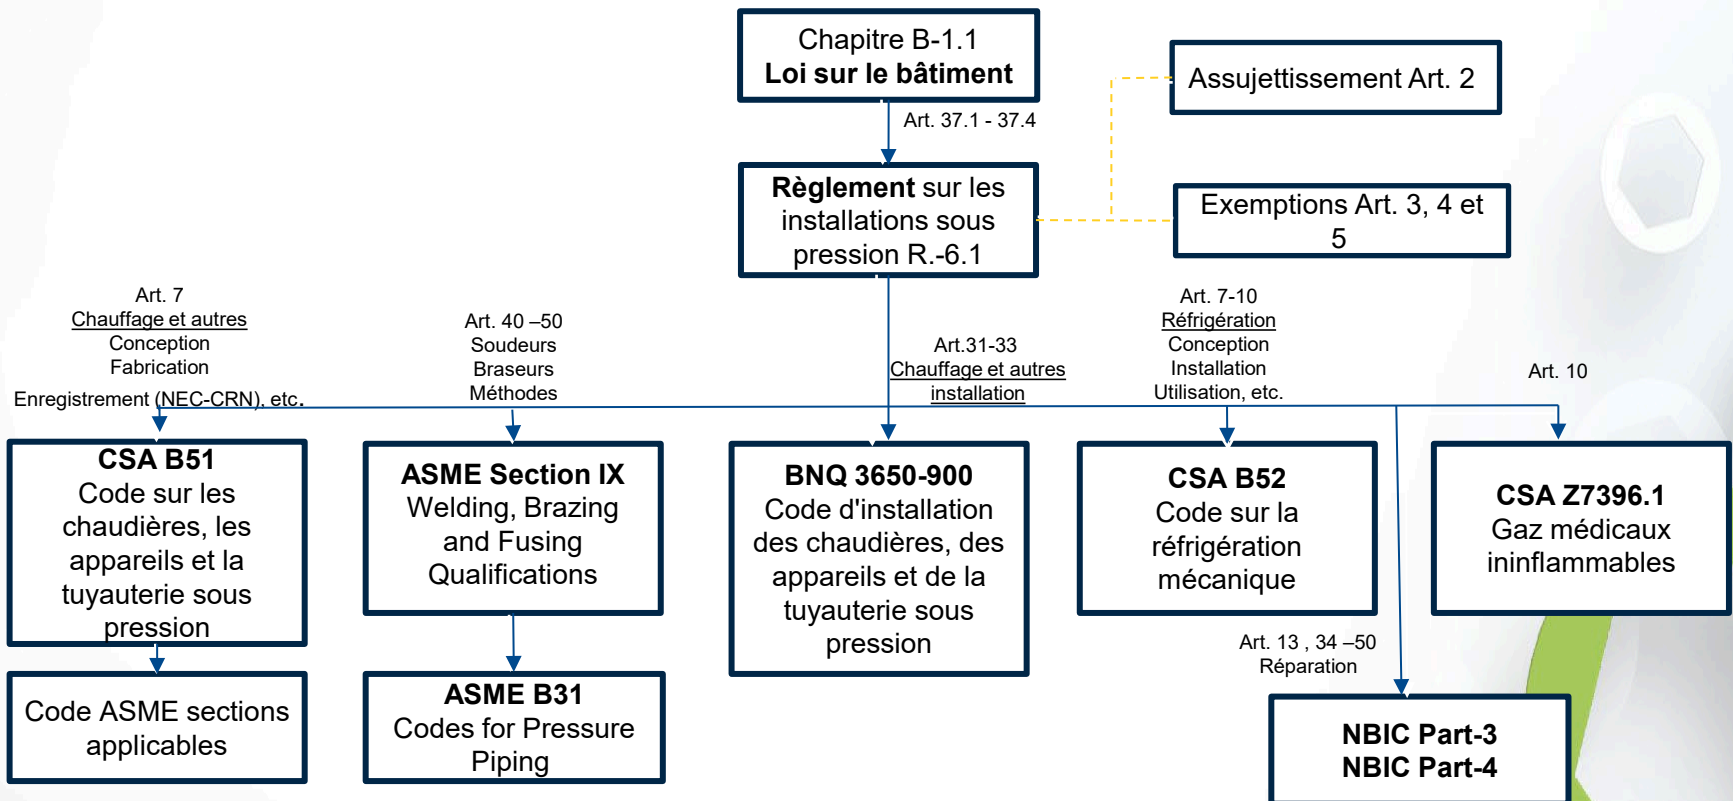 Chapitre B-1.1
Loi sur le bâtiment
Assujettissement Art. 2
Art. 37.1 - 37.4
Règlement sur les
installations sous
pression R.-6.1
Exemptions Art. 3, 4 et
5
Art. 7
Chauffage et autres
Conception
Fabrication
Enregistrement (NEC-CRN), etc.
Art. 40 –50
Soudeurs
Braseurs
Méthodes
Art.31-33
Chauffage et autres
installation
Art. 7-10
Réfrigération
Conception
Installation
Utilisation, etc.
Art. 10
CSA B51
Code sur les
chaudières, les
appareils et la
tuyauterie sous
pression
ASME Section IX
Welding, Brazing
and Fusing
Qualifications
BNQ 3650-900
Code d'installation
des chaudières, des
appareils et de la
tuyauterie sous
pression
CSA B52
Code sur la
réfrigération
mécanique
CSA Z7396.1
Gaz médicaux
ininflammables
Art. 13 , 34 –50
Réparation
Code ASME sections
applicables
ASME B31
Codes for Pressure
Piping
NBIC Part-3
NBIC Part-4